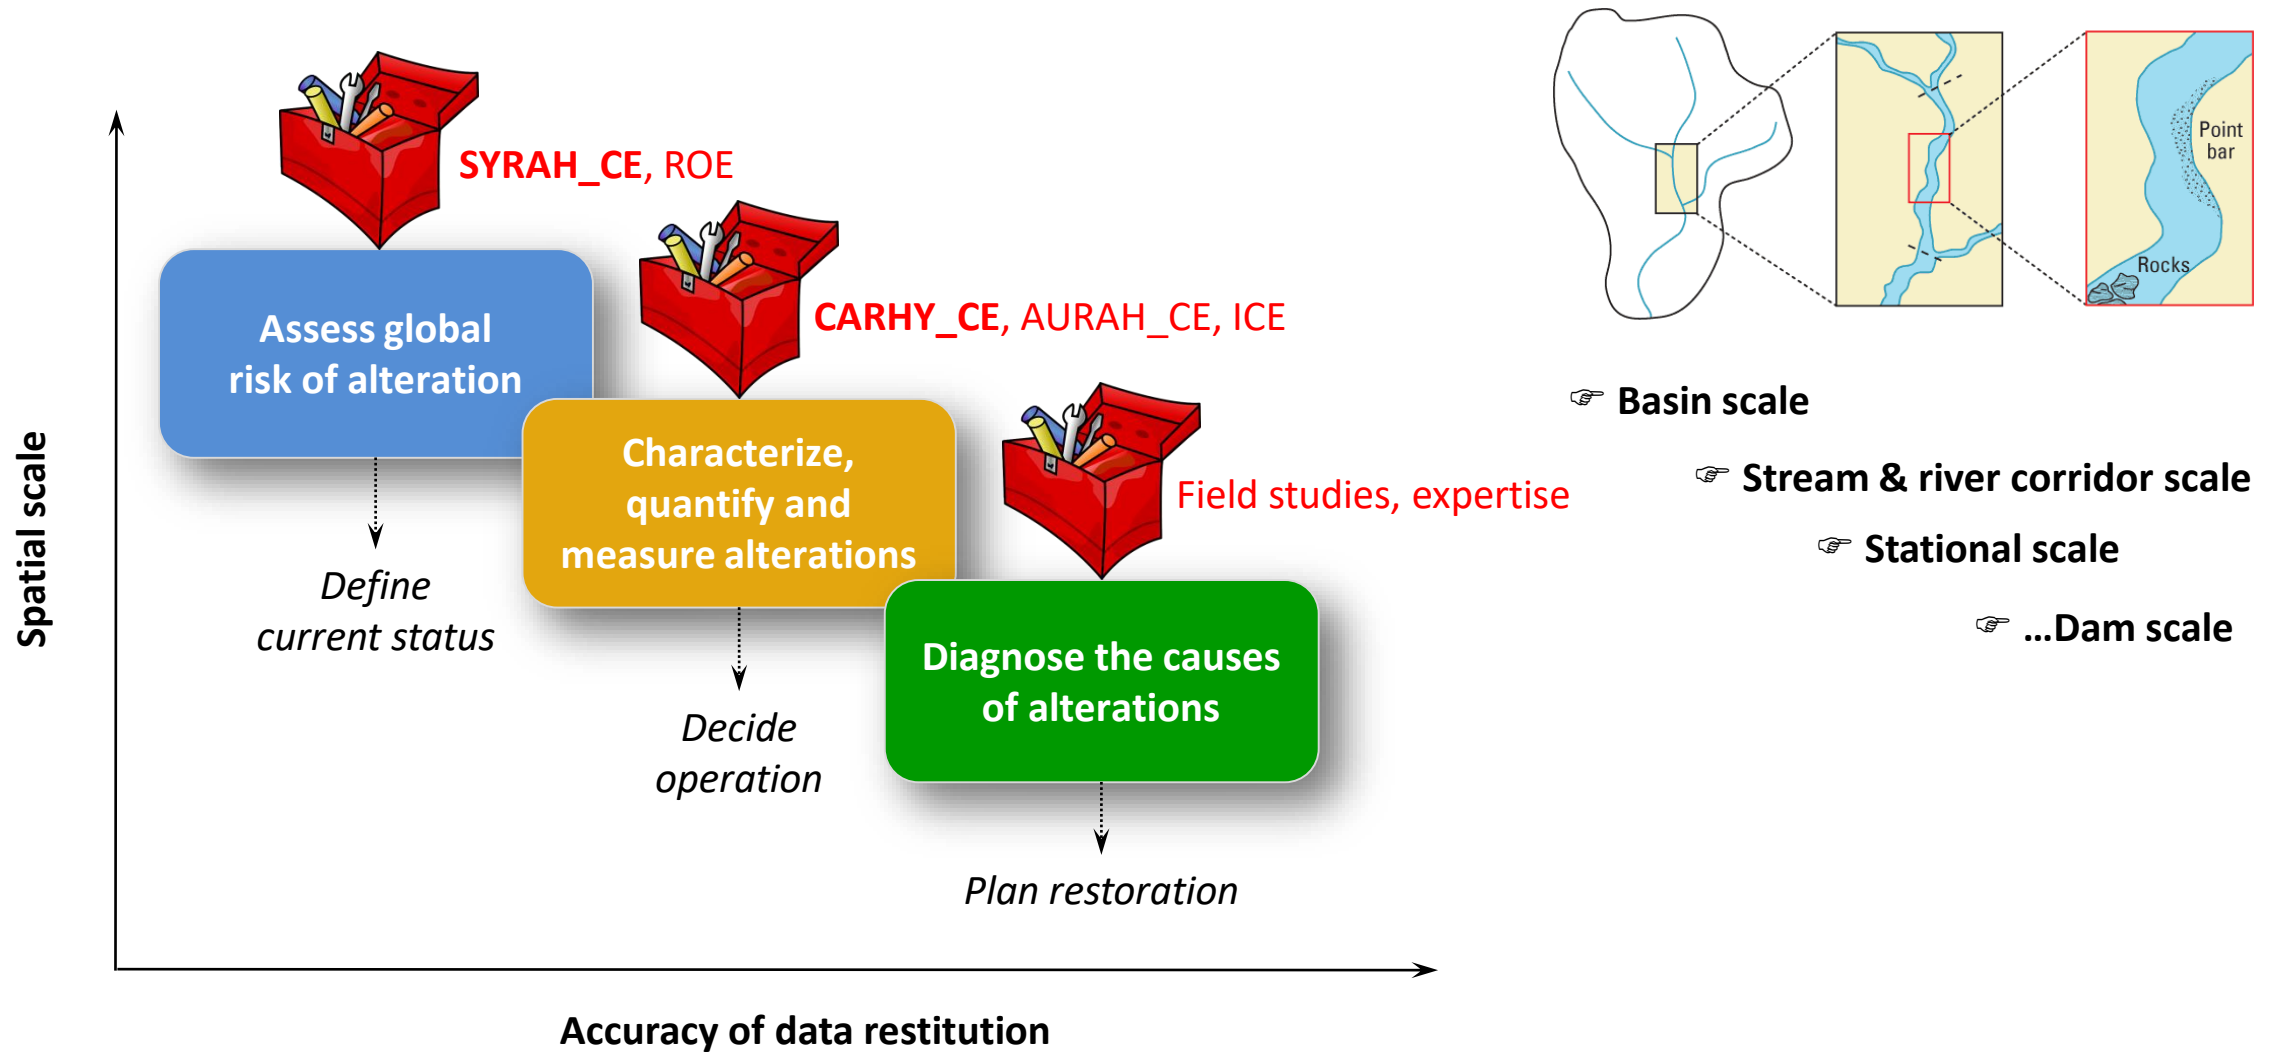 Spatial scale
SYRAH_CE, ROE
Assess global
risk of alteration
Define
current status
CARHY_CE, AURAH_CE, ICE
Characterize,
quantify and
measure alterations
Decide
operation
Field studies, expertise
Diagnose the causes
of alterations
Plan restoration
Accuracy of data restitution
Point
bar
Rocks
☞ Basin scale
☞ Stream & river corridor scale
☞ Stational scale
☞ …Dam scale